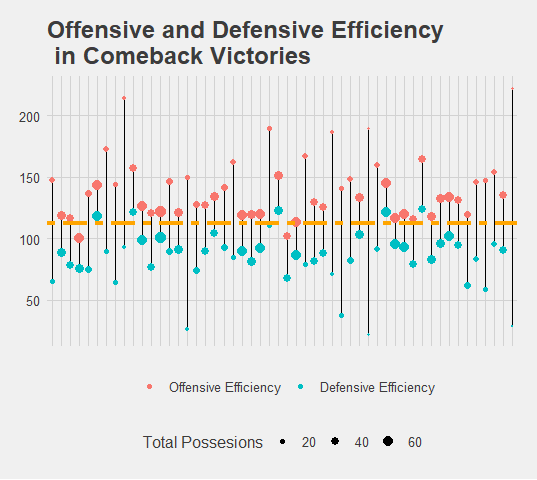 Offensive and Defensive Efficiency
in Comeback Victories
200
150
100
50
Offensive Efficiency Defensive Efficiency
Total Possesions 20 40 60